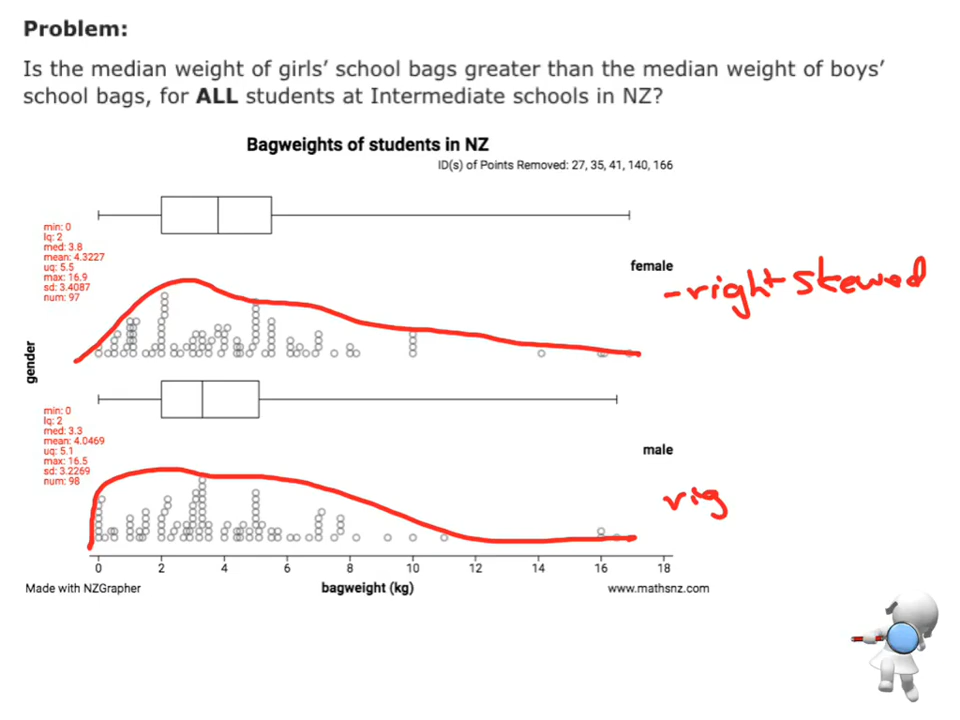 Problem:
Is the median weight of girls' school bags greater than the median weight of boys'
school bags, for ALL students at Intermediate schools in NZ?
Bagweights of students in NZ
ID(s) of Points Removed: 27, 35, 41, 140, 166
min: 0
lq: 2
med: 3.8
mean: 4.3227
uq: 5.5
max: 16.9
sd: 3.4087
num: 97
female
-right skewed
gender
min: 0
lq: 2
med: 3.3
mean: 4.0469
uq: 5.1
max: 16.5
sd: 3.2269
num: 98
male
rig
0 2 4 6 8 10 12 14 16 18
Made with NZGrapher
bagweight (kg)
www.mathsnz.com